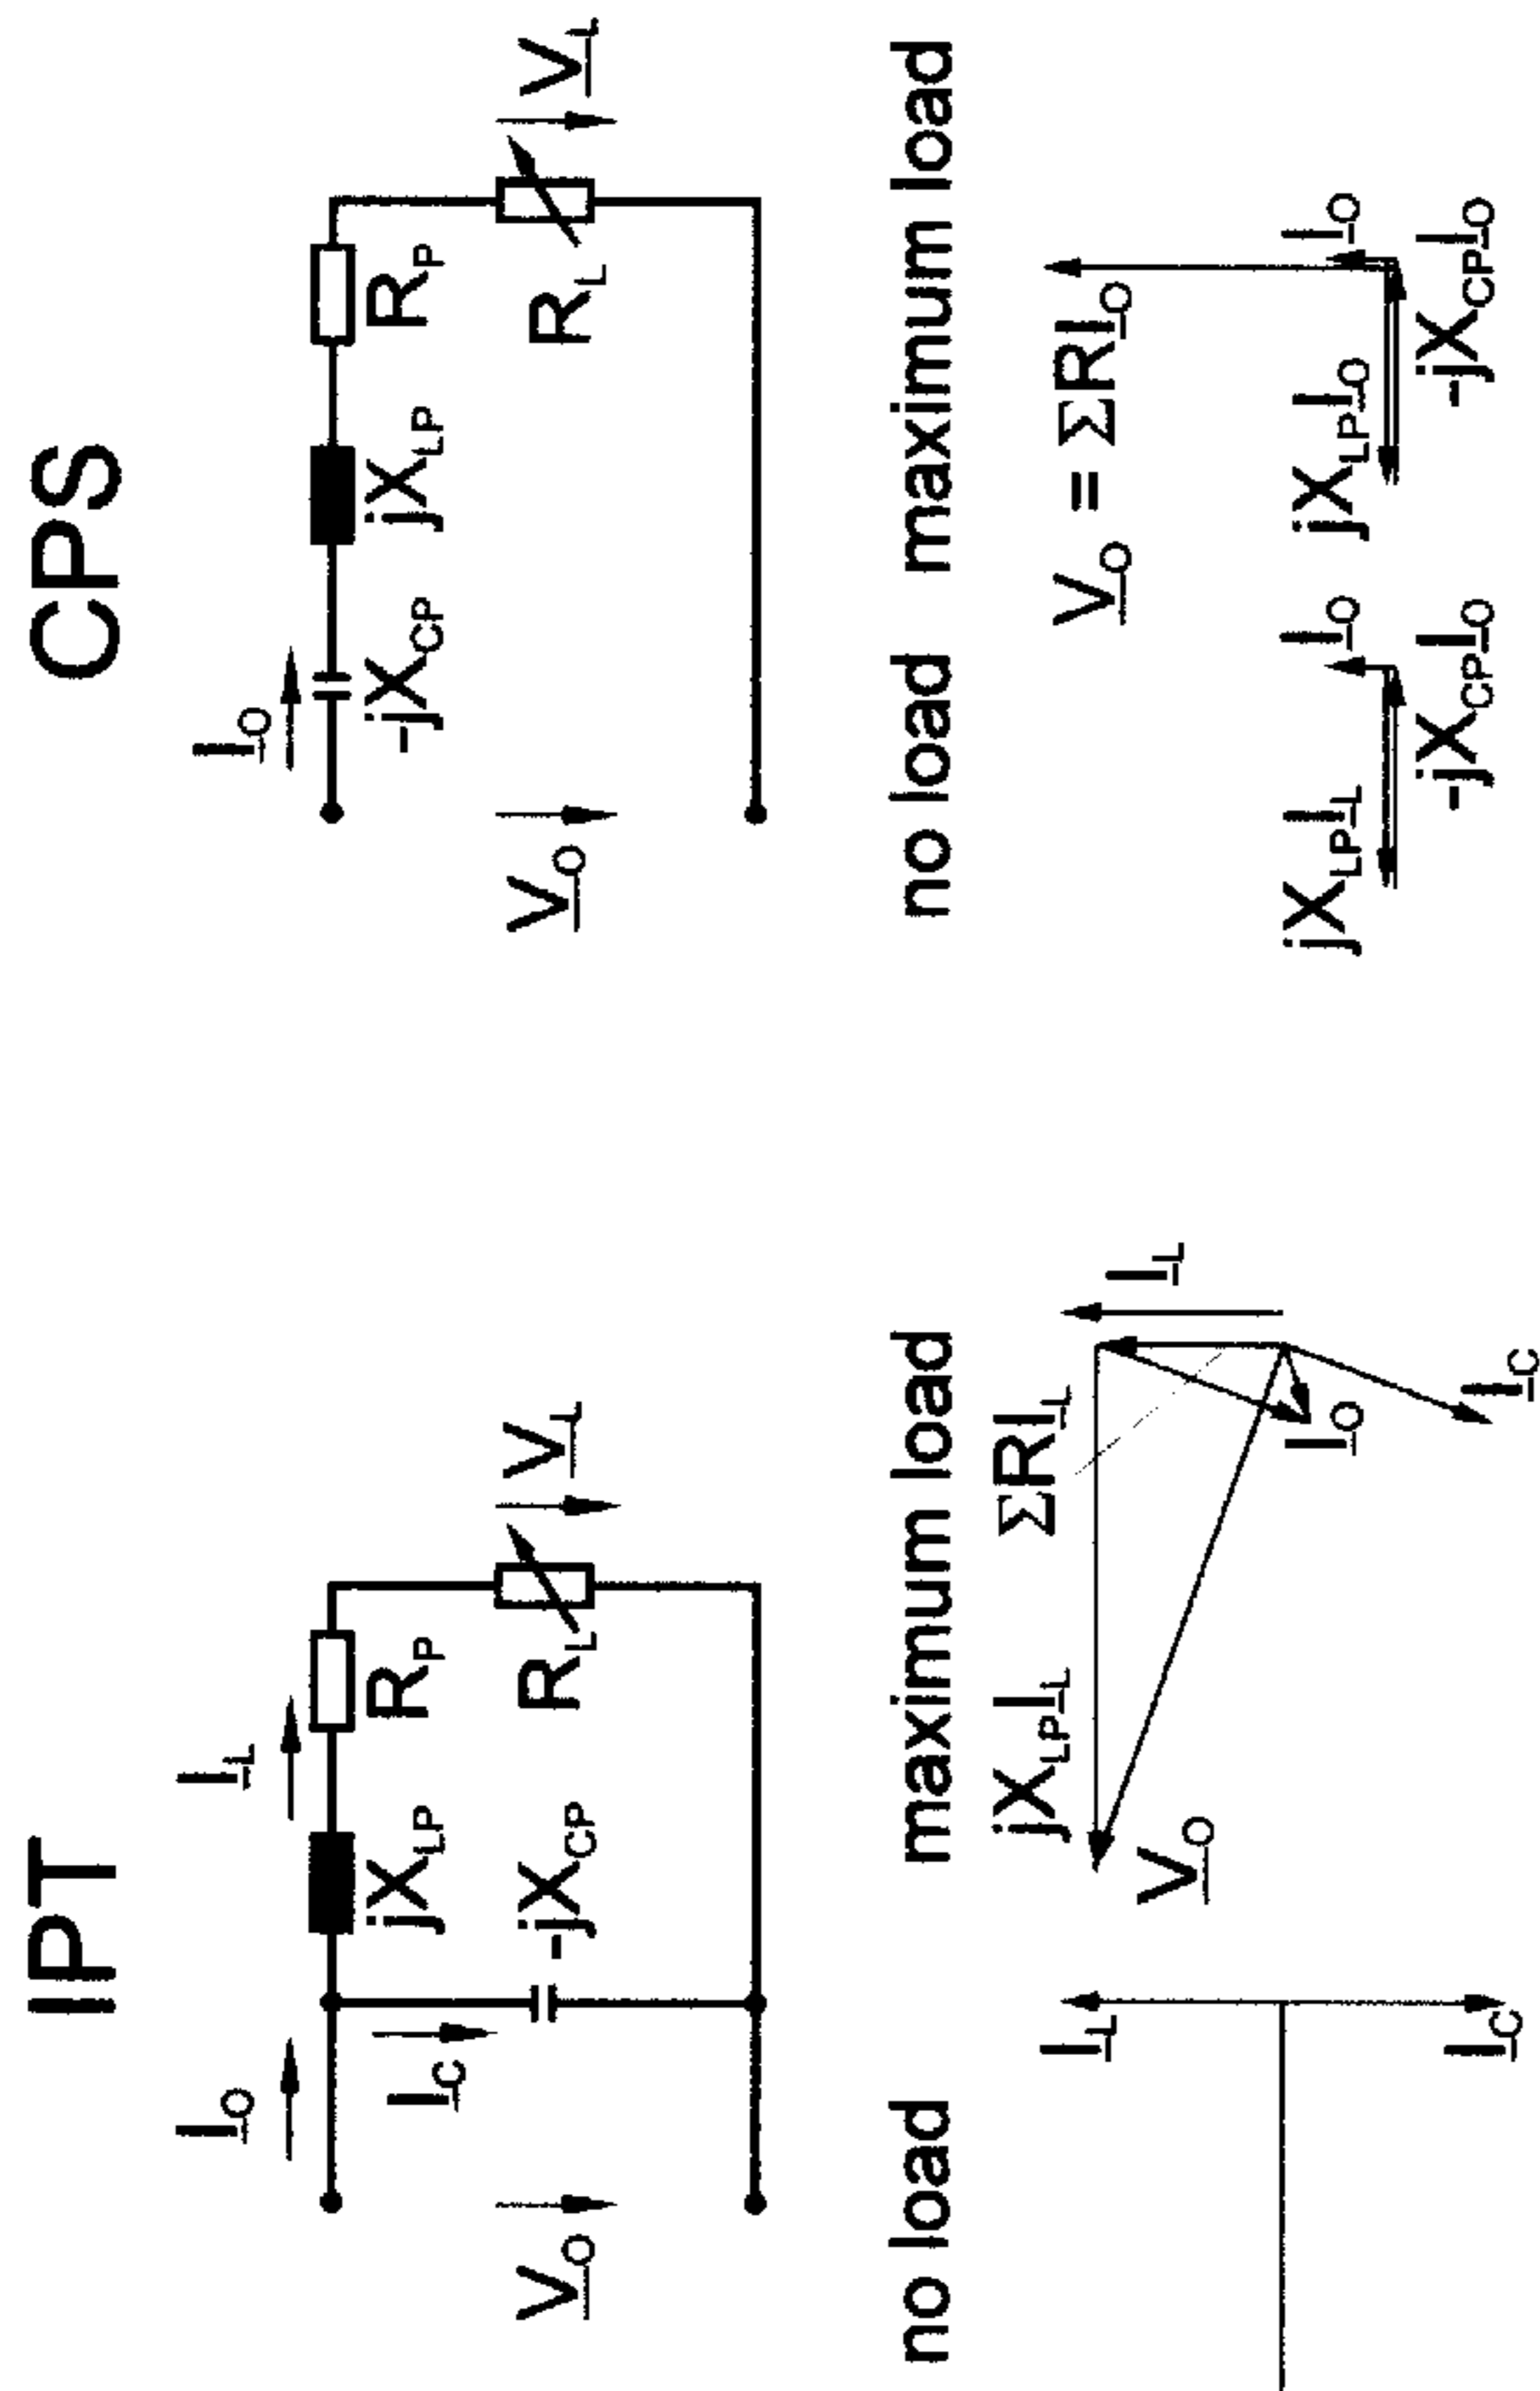 IPT
I_O
I_L
jX_LP
R_P
I_C
-jX_CP
R_L
V_L
V_O
no load
maximum load
I_L
I_C
jX_LP I_L
ΣRI_L
I_L
V_O
I_O
I_C
CPS
I_O
-jX_CP
jX_LP
R_P
R_L
V_L
V_O
no load
maximum load
jX_LP I_L
I_O
-jX_CP I_O
V_O = ΣRI_O
jX_LP I_O
I_O
-jX_CP I_O